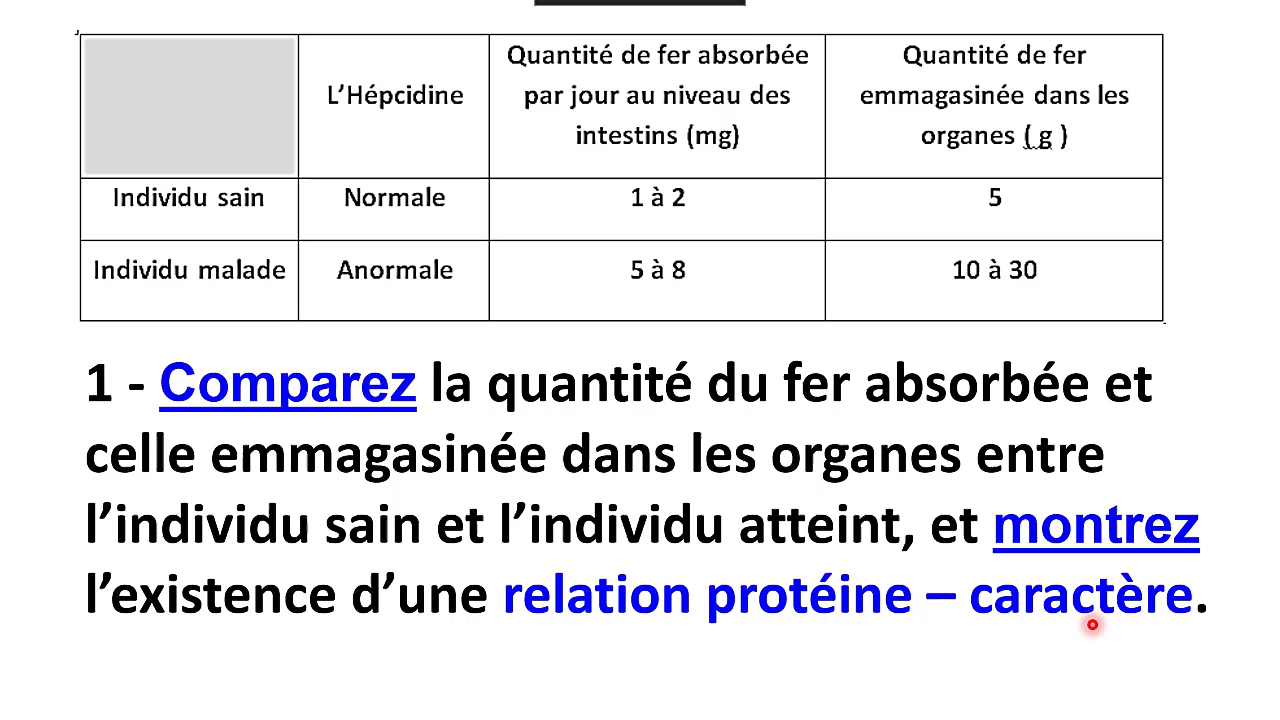 L’Hépcidine
Quantité de fer absorbée
par jour au niveau des
intestins (mg)
Quantité de fer
emmagasinée dans les
organes ( g )
Individu sain
Normale
1 à 2
5
Individu malade
Anormale
5 à 8
10 à 30
1 - Comparez la quantité du fer absorbée et
celle emmagasinée dans les organes entre
l’individu sain et l’individu atteint, et montrez
l’existence d’une relation protéine – caractère.